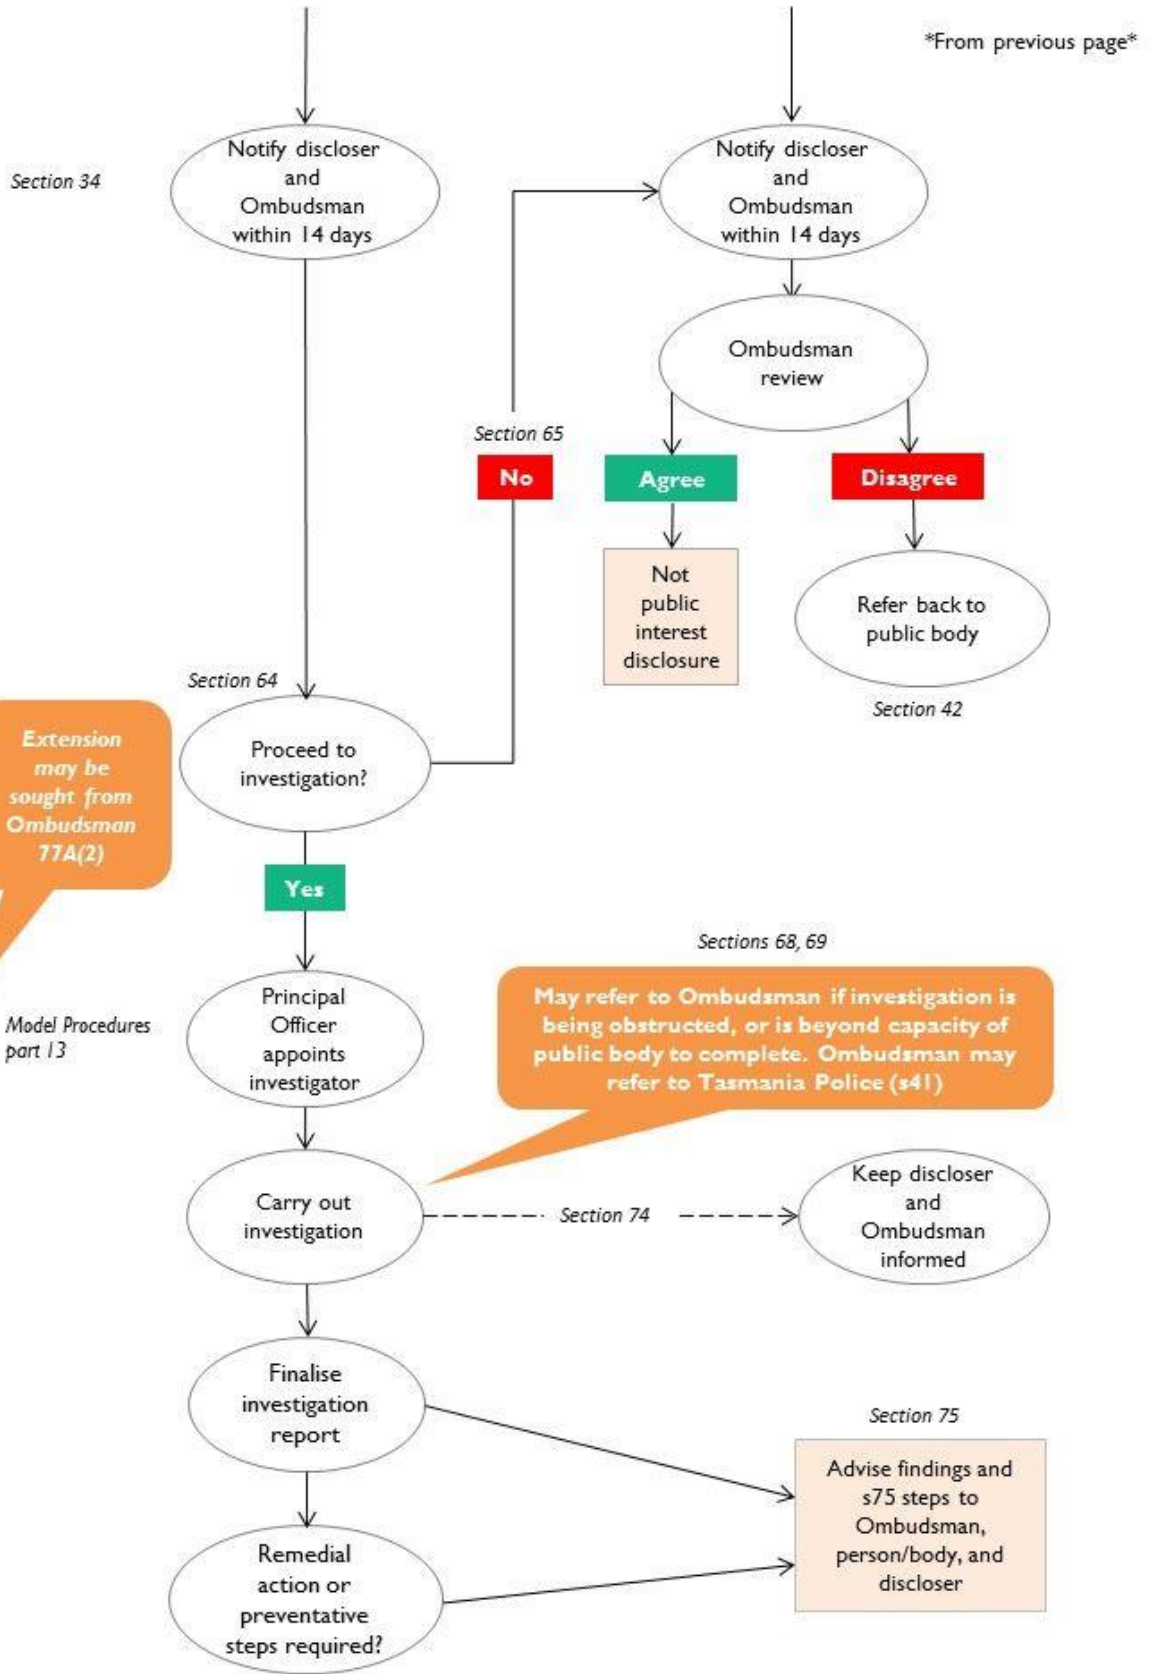 *From previous page*
Section 34
Notify discloser
and
Ombudsman
within 14 days
Notify discloser
and
Ombudsman
within 14 days
Ombudsman
review
Section 65
No
Agree
Disagree
Not
public
interest
disclosure
Refer back to
public body
Section 42
Section 64
Proceed to
investigation?
Extension
may be
sought from
Ombudsman
77A(2)
Yes
Model Procedures
part 13
Principal
Officer
appoints
investigator
Sections 68, 69
May refer to Ombudsman if investigation is
being obstructed, or is beyond capacity of
public body to complete. Ombudsman may
refer to Tasmania Police (s41)
Carry out
investigation
Section 74
Keep discloser
and
Ombudsman
informed
Finalise
investigation
report
Section 75
Advise findings and
s75 steps to
Ombudsman,
person/body, and
discloser
Remedial
action or
preventative
steps required?